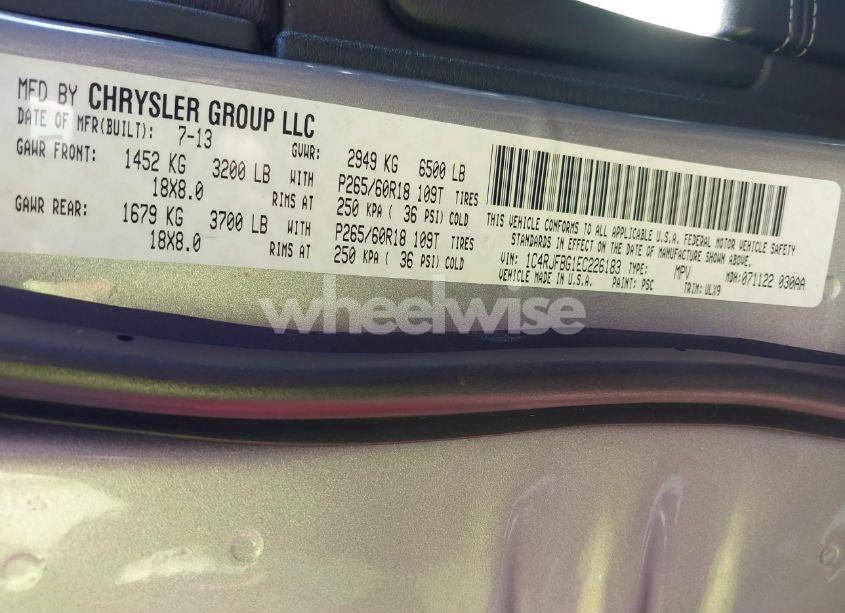 MFD BY CHRYSLER GROUP LLC
DATE OF MFR(BUILT): 7-13 GVWR: 2949 KG 6500 LB
GAWR FRONT: 1452 KG 3200 LB WITH P265/60R18 109T TIRES
18X8.0 RIMS AT 250 KPA ( 36 PSI) COLD
GAWR REAR: 1679 KG 3700 LB WITH P265/60R18 109T TIRES
18X8.0 RIMS AT 250 KPA ( 36 PSI) COLD
THIS VEHICLE CONFORMS TO ALL APPLICABLE U.S.A. FEDERAL MOTOR VEHICLE SAFETY
STANDARDS IN EFFECT ON THE DATE OF MANUFACTURE SHOWN ABOVE.
VIN: 1C4RJFBG1EC226183 TYPE: MPV MDH: 071122 030AA
VEHICLE MADE IN U.S.A. PAINT: PSC TRIM: ULX9
wheelwise